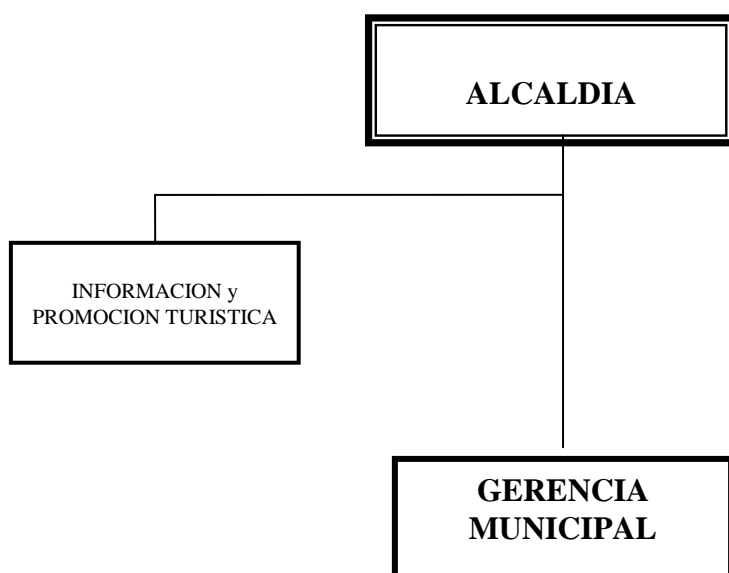 ALCALDIA
INFORMACION y
PROMOCION TURISTICA
GERENCIA
MUNICIPAL